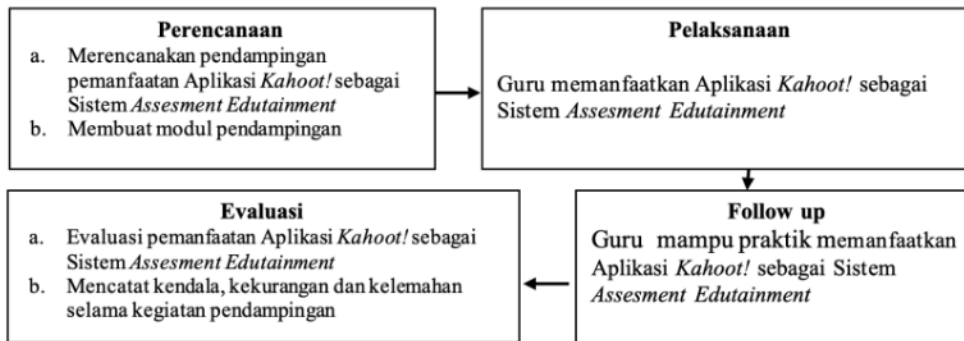 Perencanaan
a. Merencanakan pendampingan
pemanfaatan Aplikasi Kahoot! sebagai
Sistem Assesment Edutainment
b. Membuat modul pendampingan
Pelaksanaan
Guru memanfaatkan Aplikasi Kahoot! sebagai
Sistem Assesment Edutainment
Follow up
Guru mampu praktik memanfaatkan
Aplikasi Kahoot! sebagai Sistem
Assesment Edutainment
Evaluasi
a. Evaluasi pemanfaatan Aplikasi Kahoot! sebagai
Sistem Assesment Edutainment
b. Mencatat kendala, kekurangan dan kelemahan
selama kegiatan pendampingan